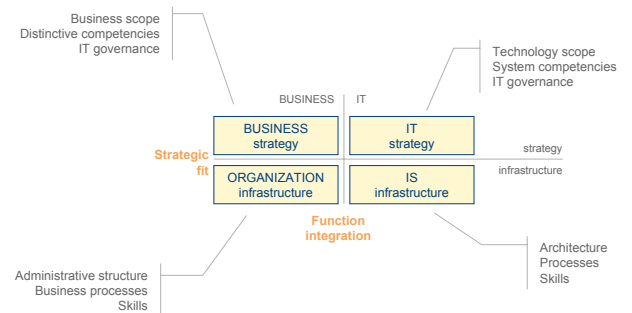 Business scope
Distinctive competencies
IT governance
Technology scope
System competencies
IT governance
BUSINESS
IT
BUSINESS
strategy
IT
strategy
Strategic
fit
strategy
infrastructure
ORGANIZATION
infrastructure
IS
infrastructure
Function
integration
Architecture
Processes
Skills
Administrative structure
Business processes
Skills